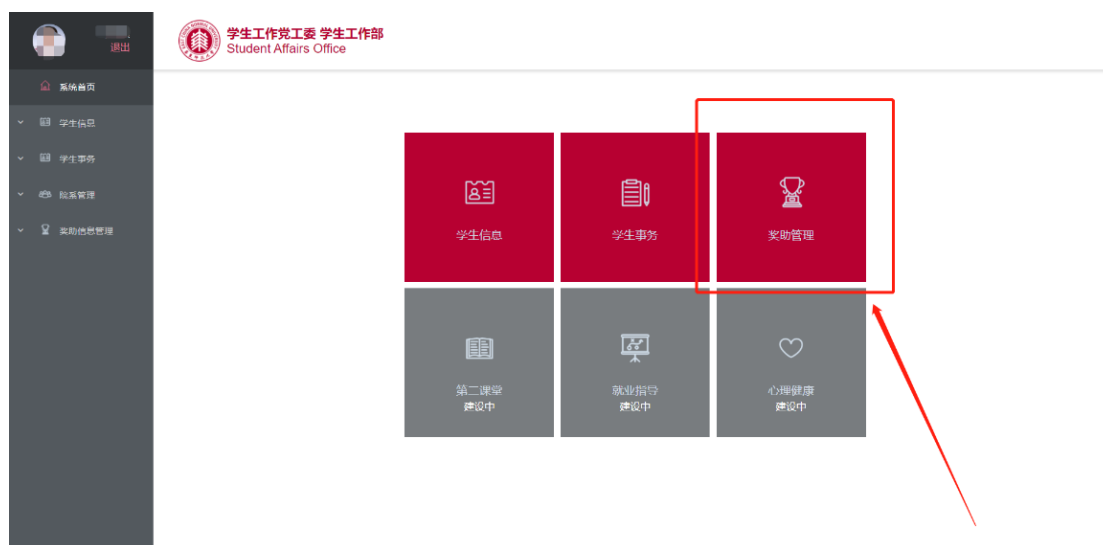 退出
系统首页
学生信息
学生事务
院系管理
奖助信息管理
学生工作党工委 学生工作部
Student Affairs Office
学生信息
学生事务
奖助管理
第二课堂
建设中
就业指导
建设中
心理健康
建设中